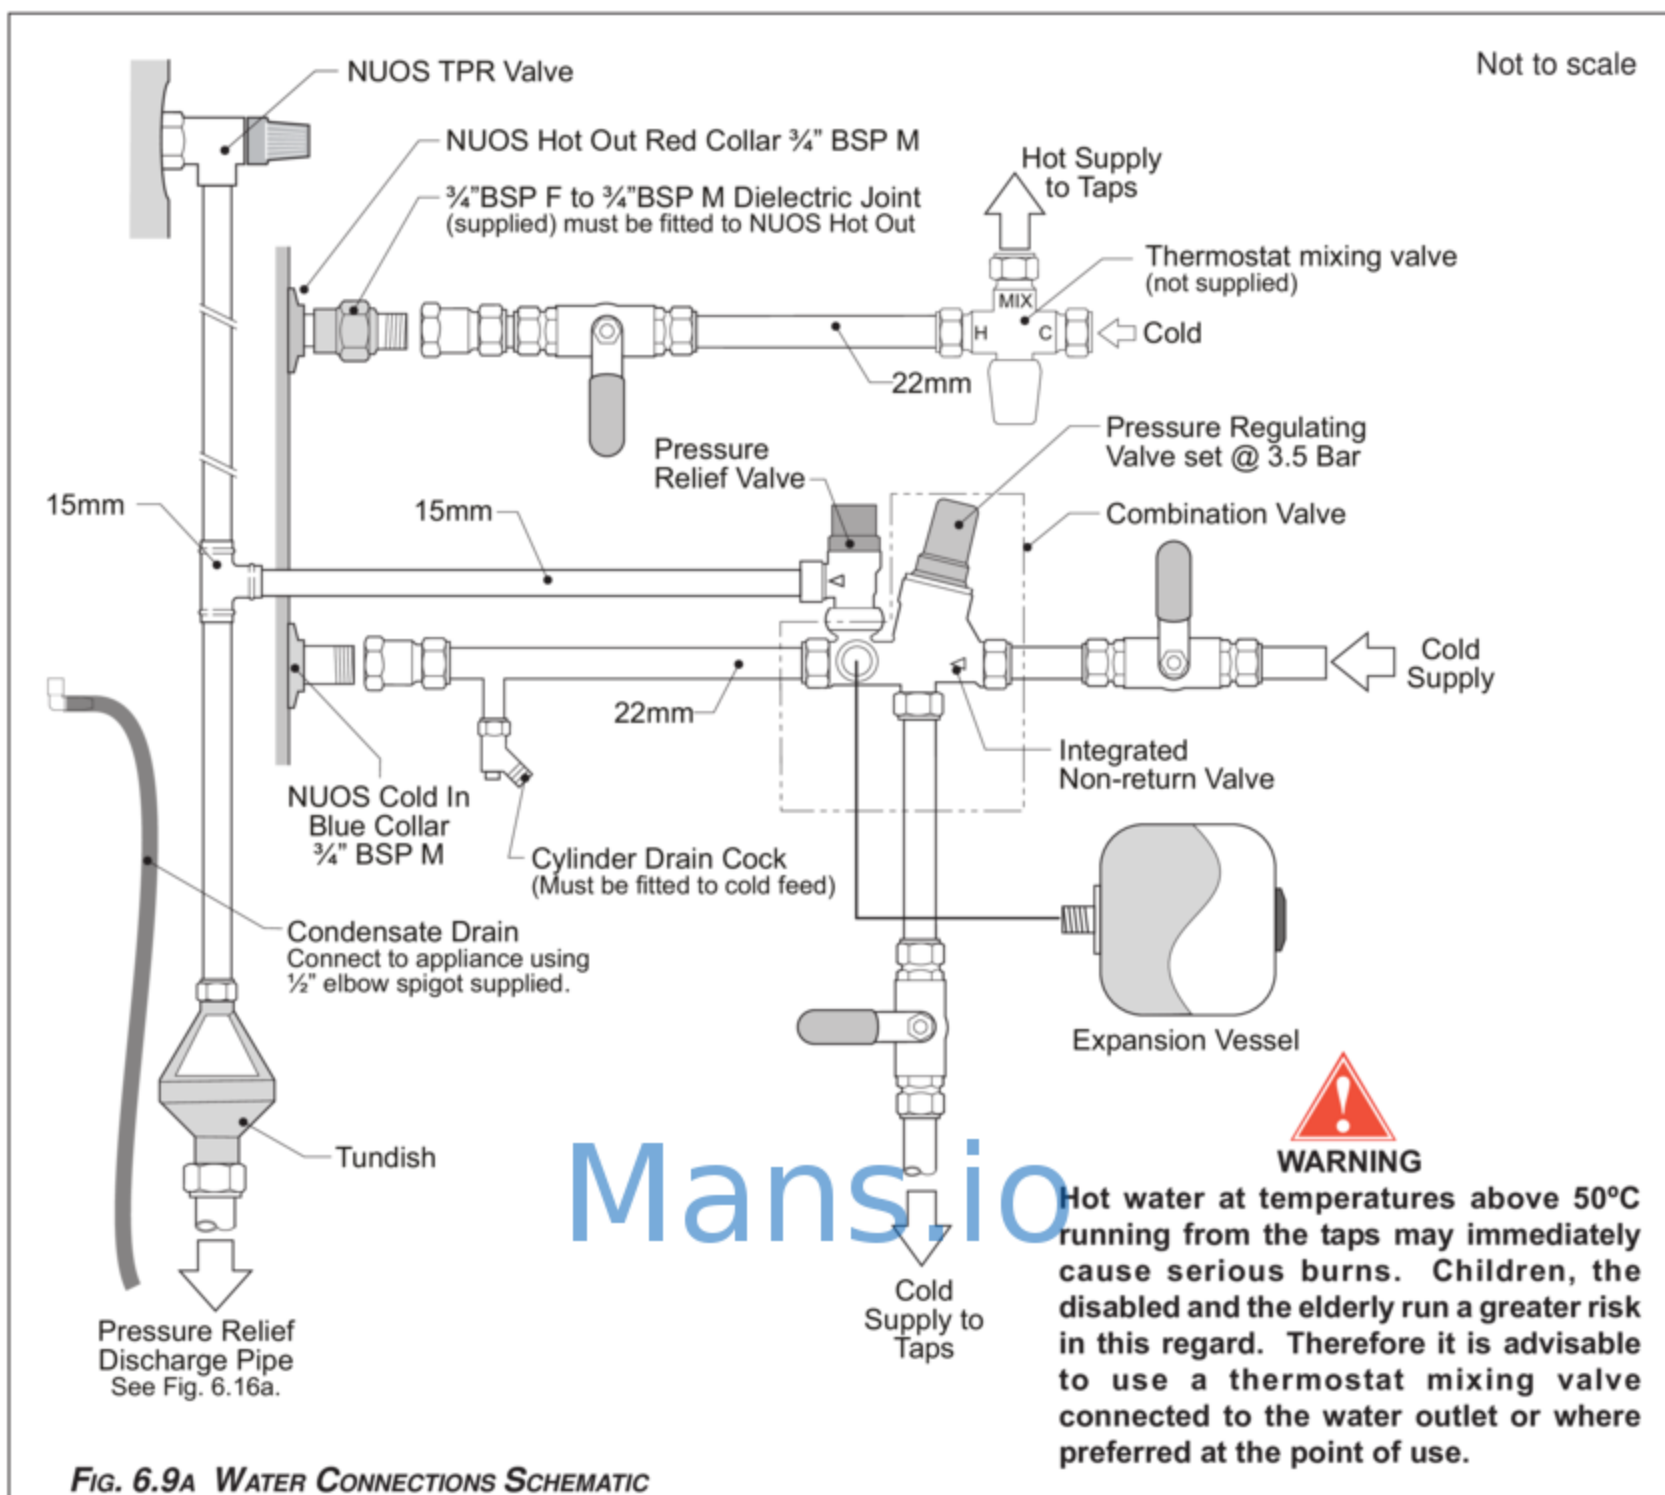 Not to scale
NUOS TPR Valve
NUOS Hot Out Red Collar ¾” BSP M
¾”BSP F to ¾”BSP M Dielectric Joint
(supplied) must be fitted to NUOS Hot Out
Hot Supply
to Taps
Thermostat mixing valve
(not supplied)
MIX
H
C
Cold
22mm
Pressure
Relief Valve
Pressure Regulating
Valve set @ 3.5 Bar
Combination Valve
15mm
15mm
Cold
Supply
22mm
Integrated
Non-return Valve
NUOS Cold In
Blue Collar
¾” BSP M
Cylinder Drain Cock
(Must be fitted to cold feed)
Condensate Drain
Connect to appliance using
½” elbow spigot supplied.
Expansion Vessel
Tundish
Mans.io
Cold
Supply to
Taps
Pressure Relief
Discharge Pipe
See Fig. 6.16a.
WARNING
Hot water at temperatures above 50ºC
running from the taps may immediately
cause serious burns. Children, the
disabled and the elderly run a greater risk
in this regard. Therefore it is advisable
to use a thermostat mixing valve
connected to the water outlet or where
preferred at the point of use.
FIG. 6.9A WATER CONNECTIONS SCHEMATIC